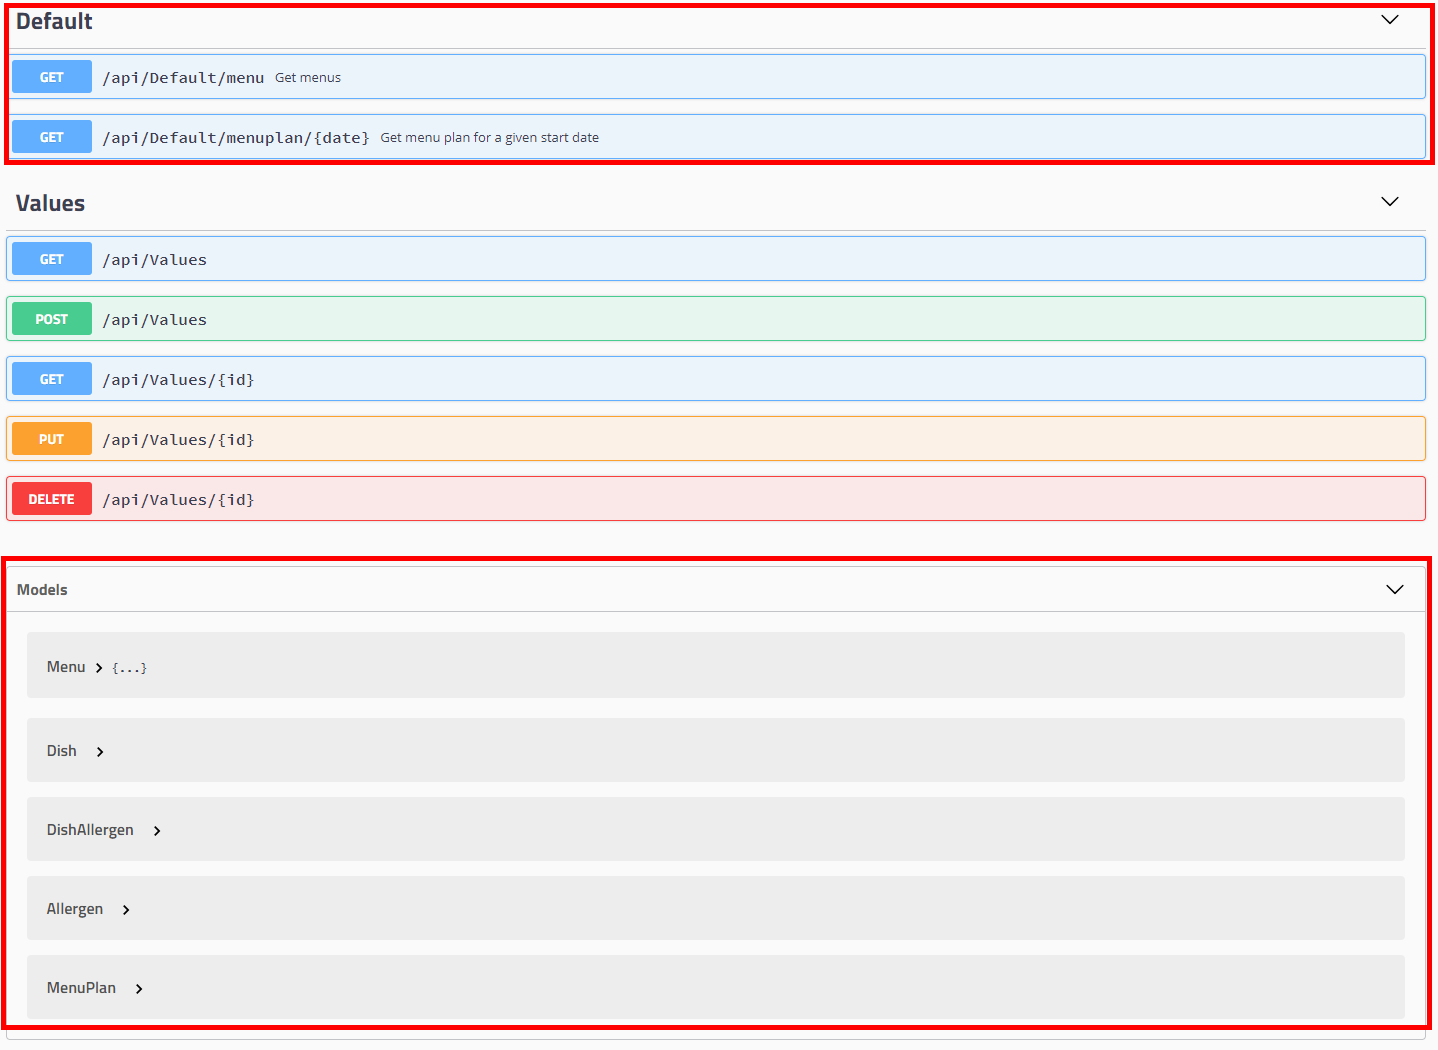 Default
GET /api/Default/menu Get menus
GET /api/Default/menuplan/{date} Get menu plan for a given start date
Values
GET /api/Values
POST /api/Values
GET /api/Values/{id}
PUT /api/Values/{id}
DELETE /api/Values/{id}
Models
Menu > {...}
Dish >
DishAllergen >
Allergen >
MenuPlan >